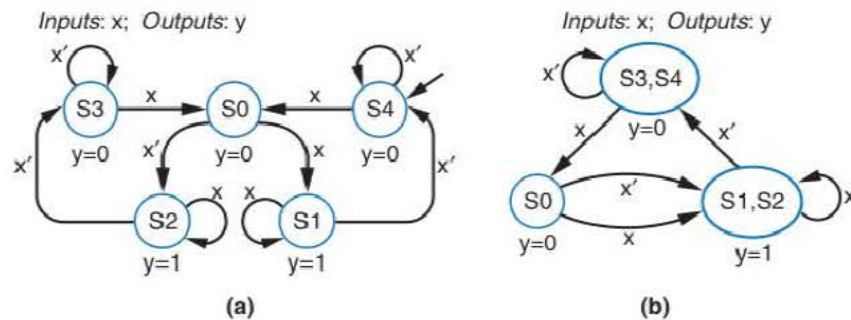 Inputs: x; Outputs: y
x′ x′
S3 x S0 x S4
y=0 x′ y=0 x y=0
x′ x′
S2 x x S1
y=1 y=1
(a)
Inputs: x; Outputs: y
x′ S3,S4
x y=0 x′
S0 x′ S1,S2 x
y=0 x y=1
(b)